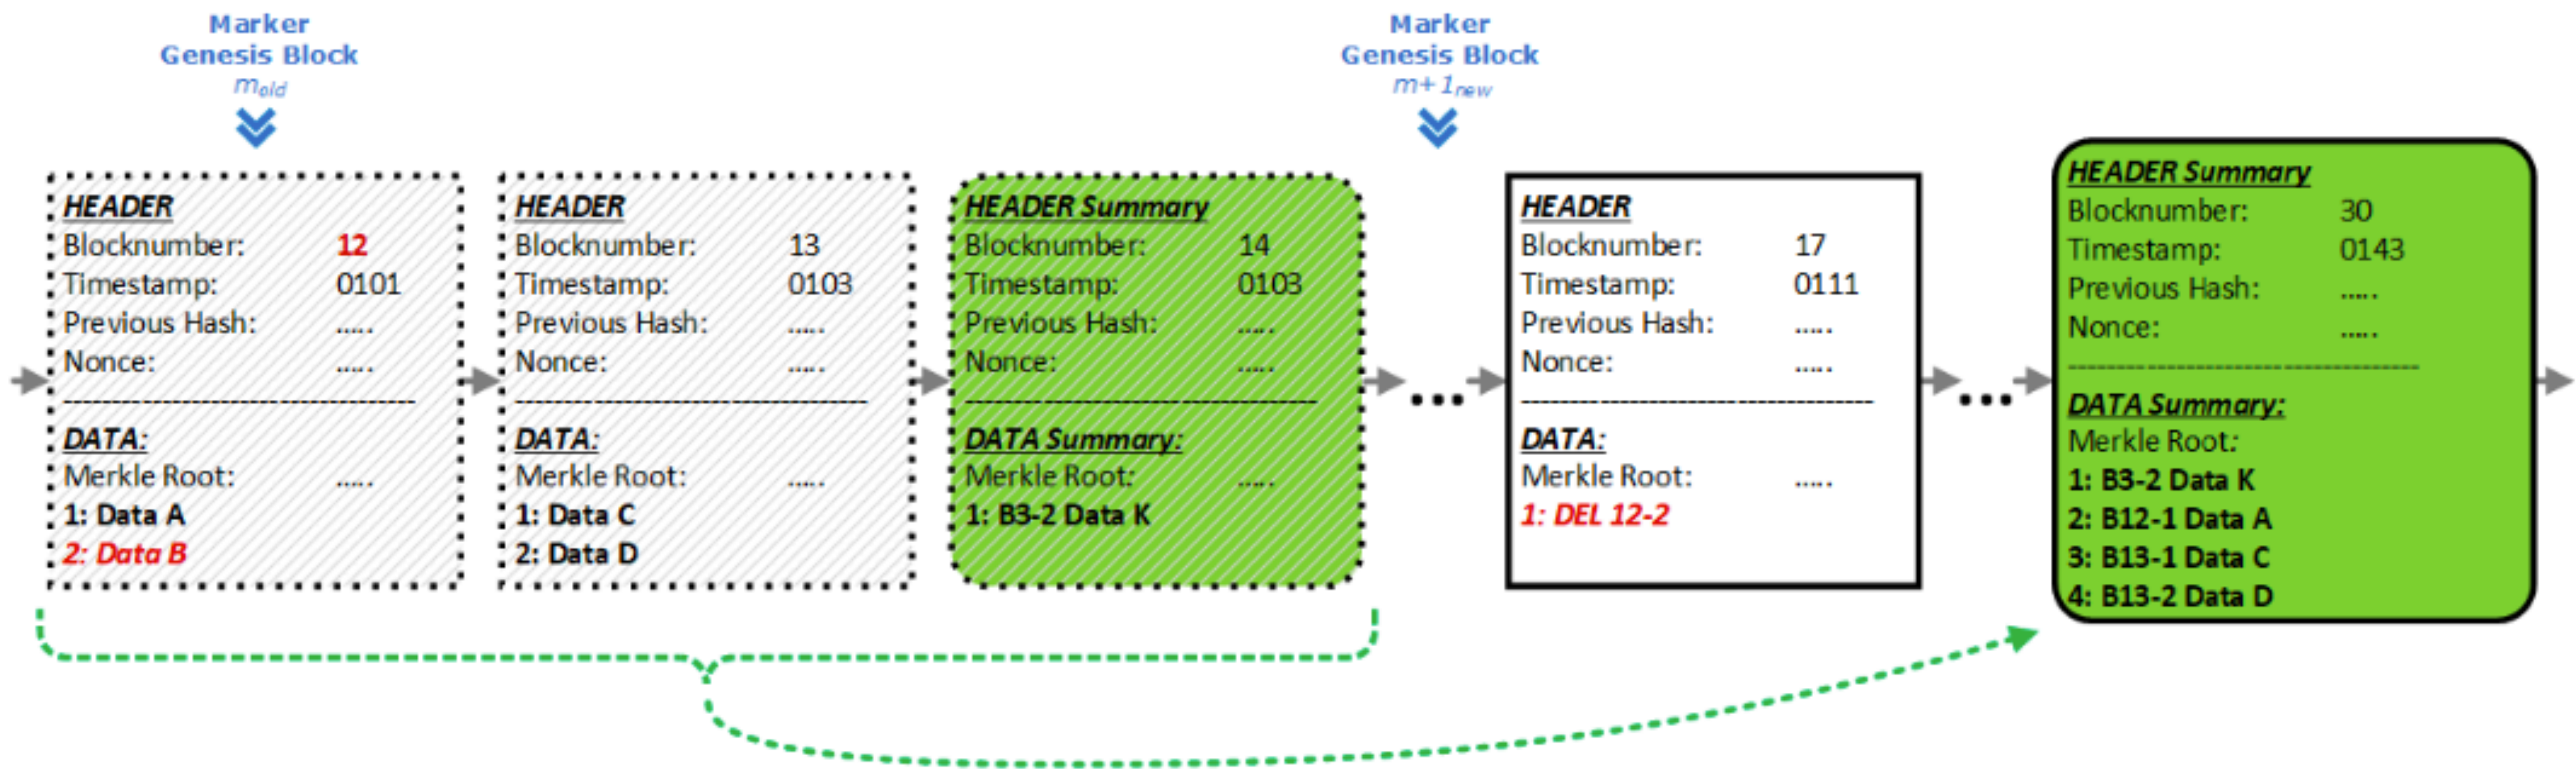 Marker
Genesis Block
m_old
Marker
Genesis Block
m+1_new
HEADER
Blocknumber: 12
Timestamp: 0101
Previous Hash: .....
Nonce: .....
------------------------------------
DATA:
Merkle Root: .....
1: Data A
2: Data B
HEADER
Blocknumber: 13
Timestamp: 0103
Previous Hash: .....
Nonce: .....
------------------------------------
DATA:
Merkle Root: .....
1: Data C
2: Data D
HEADER Summary
Blocknumber: 14
Timestamp: 0103
Previous Hash: .....
Nonce: .....
------------------------------------
DATA Summary:
Merkle Root: .....
1: B3-2 Data K
...
HEADER
Blocknumber: 17
Timestamp: 0111
Previous Hash: .....
Nonce: .....
------------------------------------
DATA:
Merkle Root: .....
1: DEL 12-2
...
HEADER Summary
Blocknumber: 30
Timestamp: 0143
Previous Hash: .....
Nonce: .....
------------------------------------
DATA Summary:
Merkle Root:
1: B3-2 Data K
2: B12-1 Data A
3: B13-1 Data C
4: B13-2 Data D